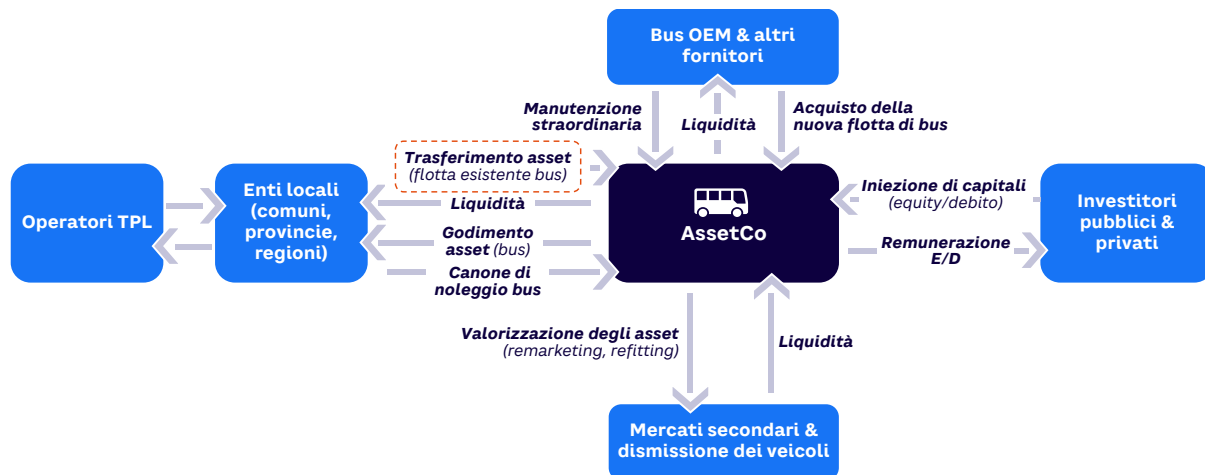 Bus OEM & altri
fornitori
Manutenzione
straordinaria
Liquidità
Acquisto della
nuova flotta di bus
Operatori TPL
Enti locali
(comuni,
provincie,
regioni)
Trasferimento asset
(flotta esistente bus)
Liquidità
Godimento
asset (bus)
Canone di
noleggio bus
AssetCo
Iniezione di capitali
(equity/debito)
Remunerazione
E/D
Investitori
pubblici &
privati
Valorizzazione degli asset
(remarketing, refitting)
Liquidità
Mercati secondari &
dismissione dei veicoli